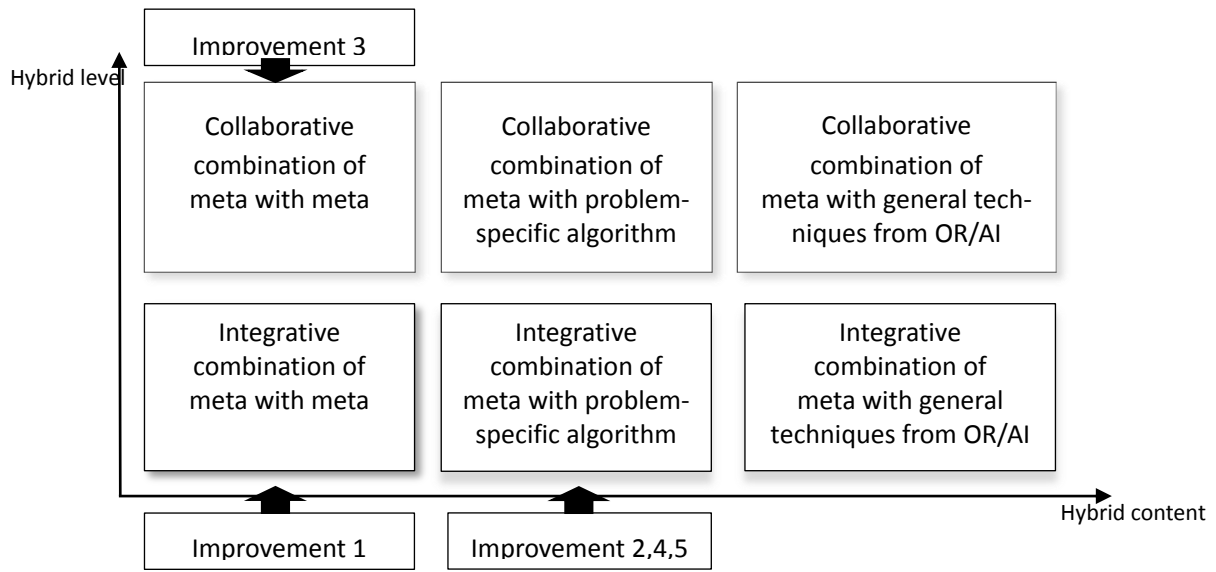 Improvement 3
Hybrid level
Collaborative
combination of
meta with meta
Collaborative
combination of
meta with problem-
specific algorithm
Collaborative
combination of
meta with general tech-
niques from OR/AI
Integrative
combination of
meta with meta
Integrative
combination of
meta with problem-
specific algorithm
Integrative
combination of
meta with general
techniques from OR/AI
Hybrid content
Improvement 1
Improvement 2,4,5